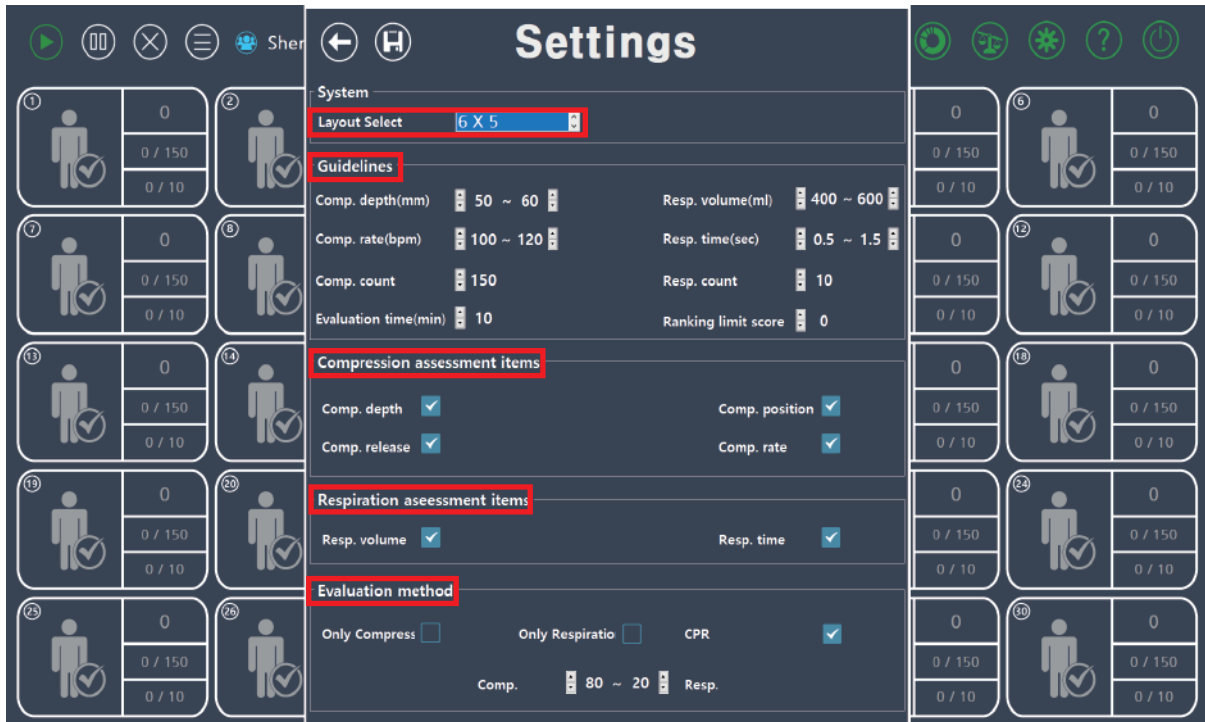 Sher
Settings
System
Layout Select 6 X 5
Guidelines
Comp. depth(mm) 50 ~ 60 Resp. volume(ml) 400 ~ 600
Comp. rate(bpm) 100 ~ 120 Resp. time(sec) 0.5 ~ 1.5
Comp. count 150 Resp. count 10
Evaluation time(min) 10 Ranking limit score 0
Compression assessment items
Comp. depth Comp. position
Comp. release Comp. rate
Respiration aseessment items
Resp. volume Resp. time
Evaluation method
Only Compress Only Respiratio CPR
Comp. 80 ~ 20 Resp.
1 0 2 0 6 0
0 / 150 0 / 150 0 / 150
0 / 10 0 / 10 0 / 10
7 0 8 0 12 0
0 / 150 0 / 150 0 / 150
0 / 10 0 / 10 0 / 10
13 0 14 0 18 0
0 / 150 0 / 150 0 / 150
0 / 10 0 / 10 0 / 10
19 0 20 0 24 0
0 / 150 0 / 150 0 / 150
0 / 10 0 / 10 0 / 10
25 0 26 0 30 0
0 / 150 0 / 150 0 / 150
0 / 10 0 / 10 0 / 10